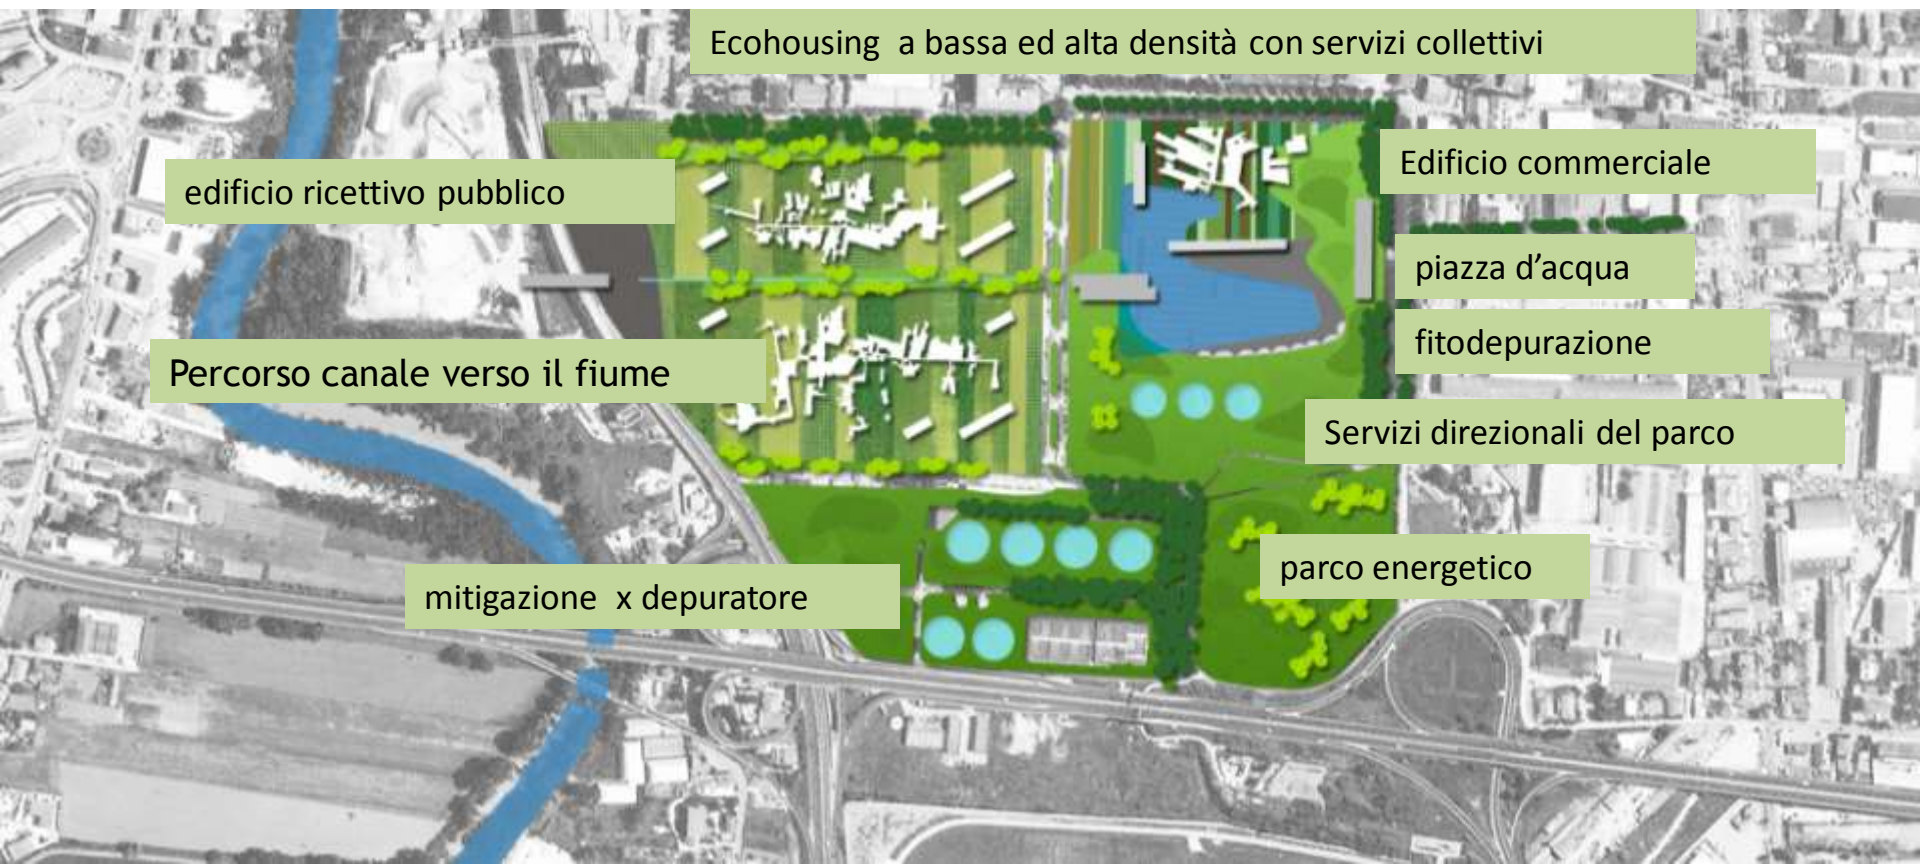 Ecohousing  a bassa ed alta densità con servizi collettivi
Edificio commerciale
edificio ricettivo pubblico
piazza d’acqua
fitodepurazione
Percorso canale verso il fiume
Servizi direzionali del parco
parco energetico
mitigazione  x depuratore